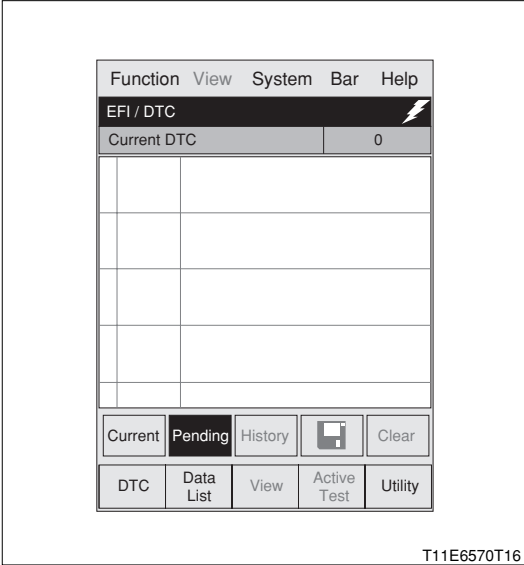 Function View System Bar Help
EFI / DTC
Current DTC 0
Current Pending History Clear
DTC Data List View Active Test Utility
T11E6570T16